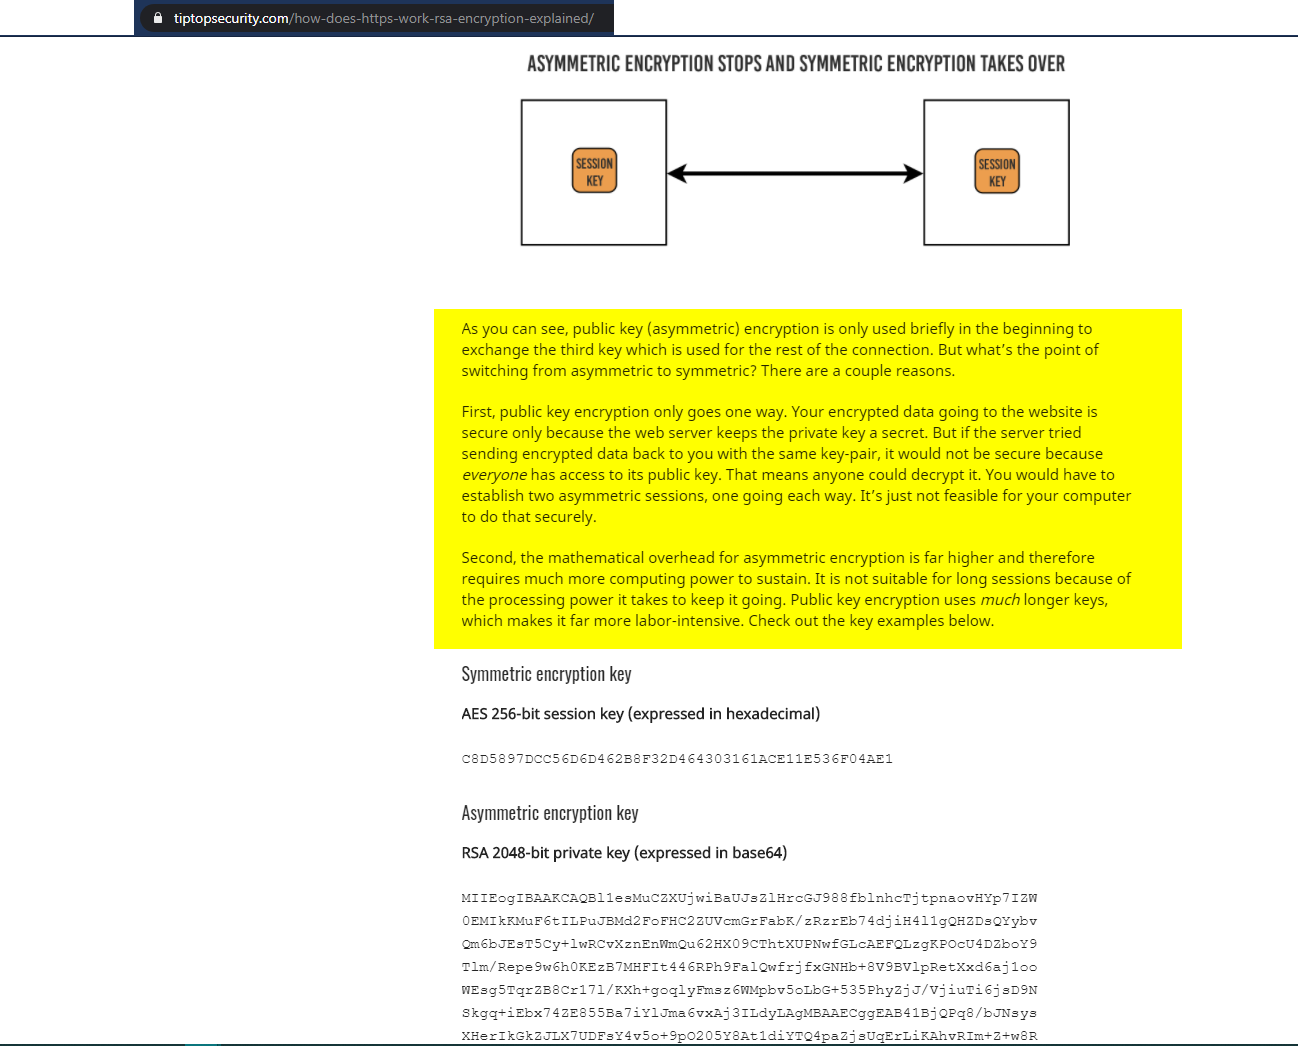 tiptopsecurity.com/how-does-https-work-rsa-encryption-explained/
ASYMMETRIC ENCRYPTION STOPS AND SYMMETRIC ENCRYPTION TAKES OVER
SESSION
KEY
SESSION
KEY
As you can see, public key (asymmetric) encryption is only used briefly in the beginning to
exchange the third key which is used for the rest of the connection. But what's the point of
switching from asymmetric to symmetric? There are a couple reasons.
First, public key encryption only goes one way. Your encrypted data going to the website is
secure only because the web server keeps the private key a secret. But if the server tried
sending encrypted data back to you with the same key-pair, it would not be secure because
everyone has access to its public key. That means anyone could decrypt it. You would have to
establish two asymmetric sessions, one going each way. It's just not feasible for your computer
to do that securely.
Second, the mathematical overhead for asymmetric encryption is far higher and therefore
requires much more computing power to sustain. It is not suitable for long sessions because of
the processing power it takes to keep it going. Public key encryption uses much longer keys,
which makes it far more labor-intensive. Check out the key examples below.
Symmetric encryption key
AES 256-bit session key (expressed in hexadecimal)
C8D5897DCC56D6D462B8F32D464303161ACE11E536F04AE1
Asymmetric encryption key
RSA 2048-bit private key (expressed in base64)
MIIEogIBAAKCAQBl1esMuCZXUjwiBaUJsZlHrcGJ988fblnhcTjtpnaovHYp7IZW
0EMIkKMuF6tILPuJBMd2FoFHC2ZUVcmGrFabK/zRzrEb74djiH4l1gQHZDsQYybv
Qm6bJEsT5Cy+lwRCvXznEnWmQu62HX09CThtXUPNwfGLcAEFQLzgKPOcU4DZboY9
Tlm/Repe9w6h0KEzB7MHFIt446RPh9FalQwfrjfxGNHb+8V9BVlpRetXxd6aj1oo
WEsg5TqrZB8Cr17l/KXh+goqlyFmsz6WMpbv5oLbG+535PhyZjJ/VjiuTi6jsD9N
Skgq+iEbx74ZE855Ba7iYlJma6vxAj3ILdyLAgMBAAECggEAB41BjQPq8/bJNsys
XHerIkGkZJLX7UDFsY4v5o+9pO205Y8At1diYTQ4paZjsUqErLiKAhvRIm+Z+w8R